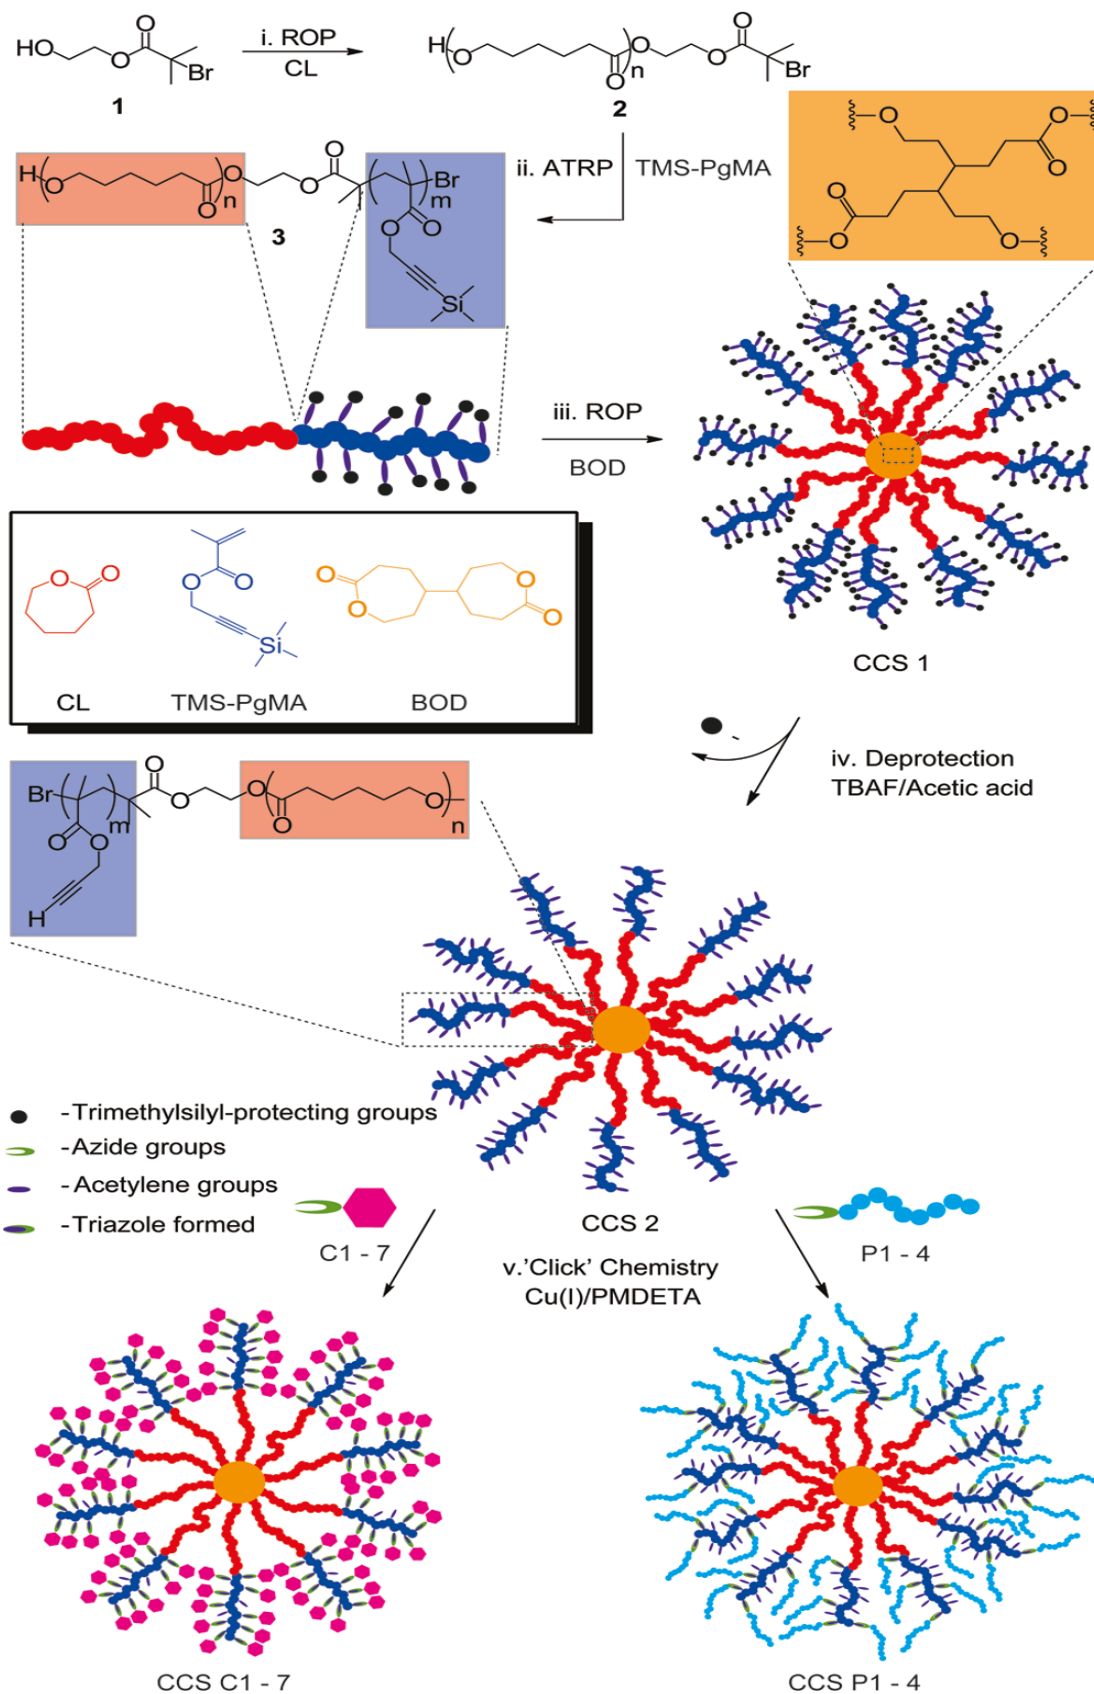 HO
O
O
Br
1
i. ROP
CL
H
O
O
n
O
O
O
Br
2
ii. ATRP
TMS-PgMA
H
O
O
n
O
O
O
Br
m
O
O
Si
3
O
O
O
O
O
O
iii. ROP
BOD
CCS 1
O
O
CL
O
O
Si
TMS-PgMA
O
O
O
O
BOD
iv. Deprotection
TBAF/Acetic acid
Br
m
O
O
O
O
O
n
O
O
O
H
-Trimethylsilyl-protecting groups
-Azide groups
-Acetylene groups
-Triazole formed
C1 - 7
CCS 2
P1 - 4
v.'Click' Chemistry
Cu(I)/PMDETA
CCS C1 - 7
CCS P1 - 4